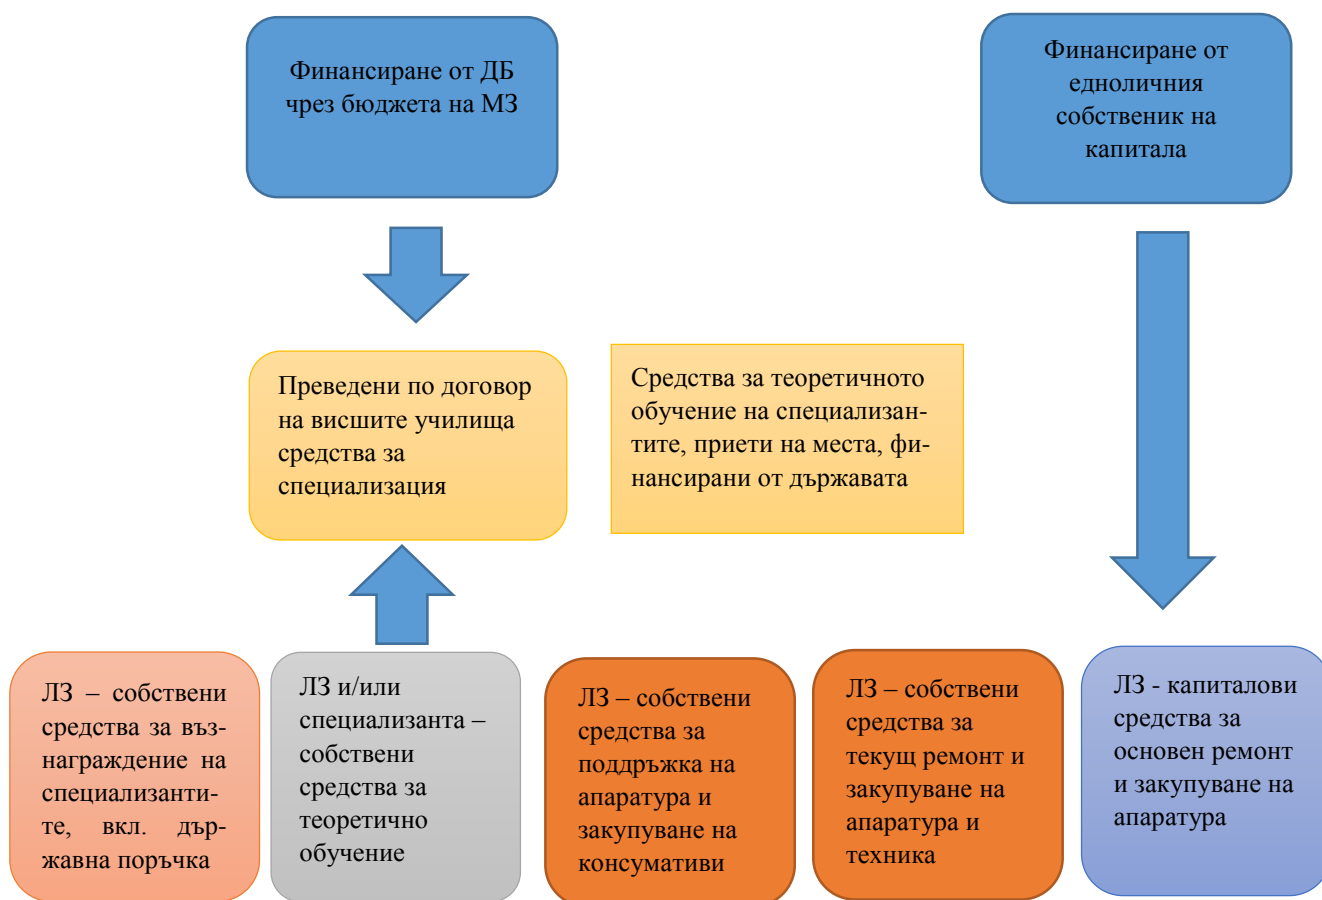 Финансиране от ДБ
чрез бюджета на МЗ
Финансиране от
едноличния
собственик на
капитала
Преведени по договор
на висшите училища
средства за
специализация
Средства за теоретичното
обучение на специализан-
тите, приети на места, фи-
нансирани от държавата
ЛЗ – собствени
средства за въз-
награждение на
специализанти-
те, вкл. дър-
жавна поръчка
ЛЗ и/или
специализанта –
собствени
средства за
теоретично
обучение
ЛЗ – собствени
средства за
поддръжка на
апаратура и
закупуване на
консумативи
ЛЗ – собствени
средства за
текущ ремонт и
закупуване на
апаратура и
техника
ЛЗ - капиталови
средства за
основен ремонт
и закупуване на
апаратура